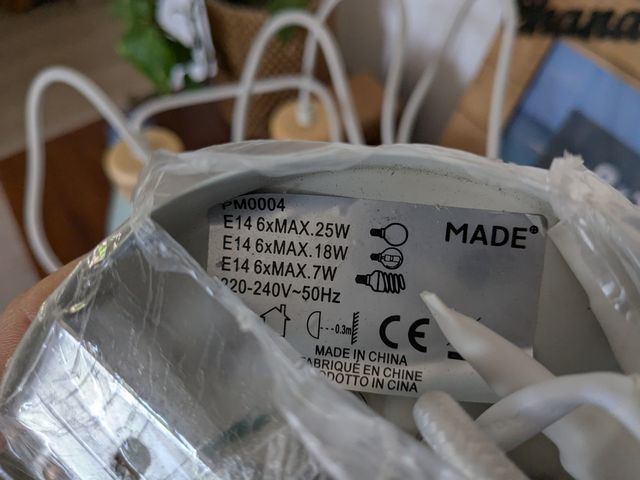 PM0004
E14 6xMAX.25W
E14 6xMAX.18W
E14 6xMAX.7W
MADE®
220-240V~50Hz
0.3m
CE
MADE IN CHINA
FABRIQUÉ EN CHINE
PRODOTTO IN CINA